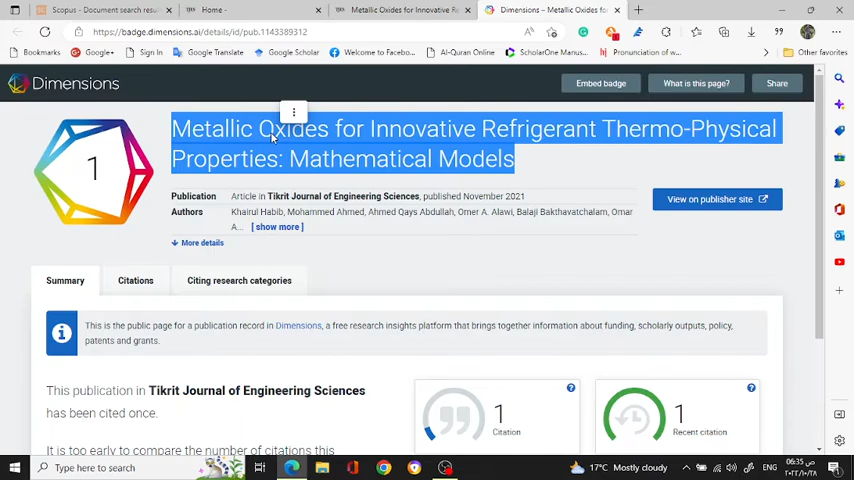 Scopus - Document search resul
Home -
Metallic Oxides for Innovative R
Dimensions – Metallic Oxides fo
https://badge.dimensions.ai/details/id/pub.1143389312
Bookmarks
Google+
Sign In
Google Translate
Google Scholar
Welcome to Facebo...
Al-Quran Online
ScholarOne Manus...
Pronunciation of w...
Other favorites
Dimensions
Embed badge
What is this page?
Share
1
Metallic Oxides for Innovative Refrigerant Thermo-Physical
Properties: Mathematical Models
Publication Article in Tikrit Journal of Engineering Sciences, published November 2021
Authors Khairul Habib, Mohammed Ahmed, Ahmed Qays Abdullah, Omer A. Alawi, Balaji Bakthavatchalam, Omar
A... [ show more ]
More details
View on publisher site
Summary
Citations
Citing research categories
This is the public page for a publication record in Dimensions, a free research insights platform that brings together information about funding, scholarly outputs, policy,
patents and grants.
This publication in Tikrit Journal of Engineering Sciences
has been cited once.
It is too early to compare the number of citations this
1
Citation
1
Recent citation
Type here to search
17°C Mostly cloudy
ENG
06:35 ص
٢٠٢٢/١٠/٢٨